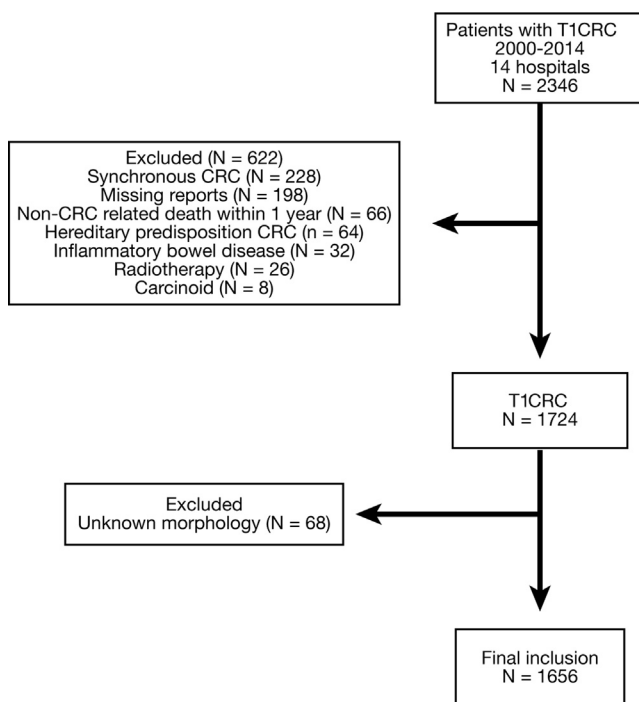 Patients with T1CRC
2000-2014
14 hospitals
N = 2346
Excluded (N = 622)
Synchronous CRC (N = 228)
Missing reports (N = 198)
Non-CRC related death within 1 year (N = 66)
Hereditary predisposition CRC (n = 64)
Inflammatory bowel disease (N = 32)
Radiotherapy (N = 26)
Carcinoid (N = 8)
T1CRC
N = 1724
Excluded
Unknown morphology (N = 68)
Final inclusion
N = 1656